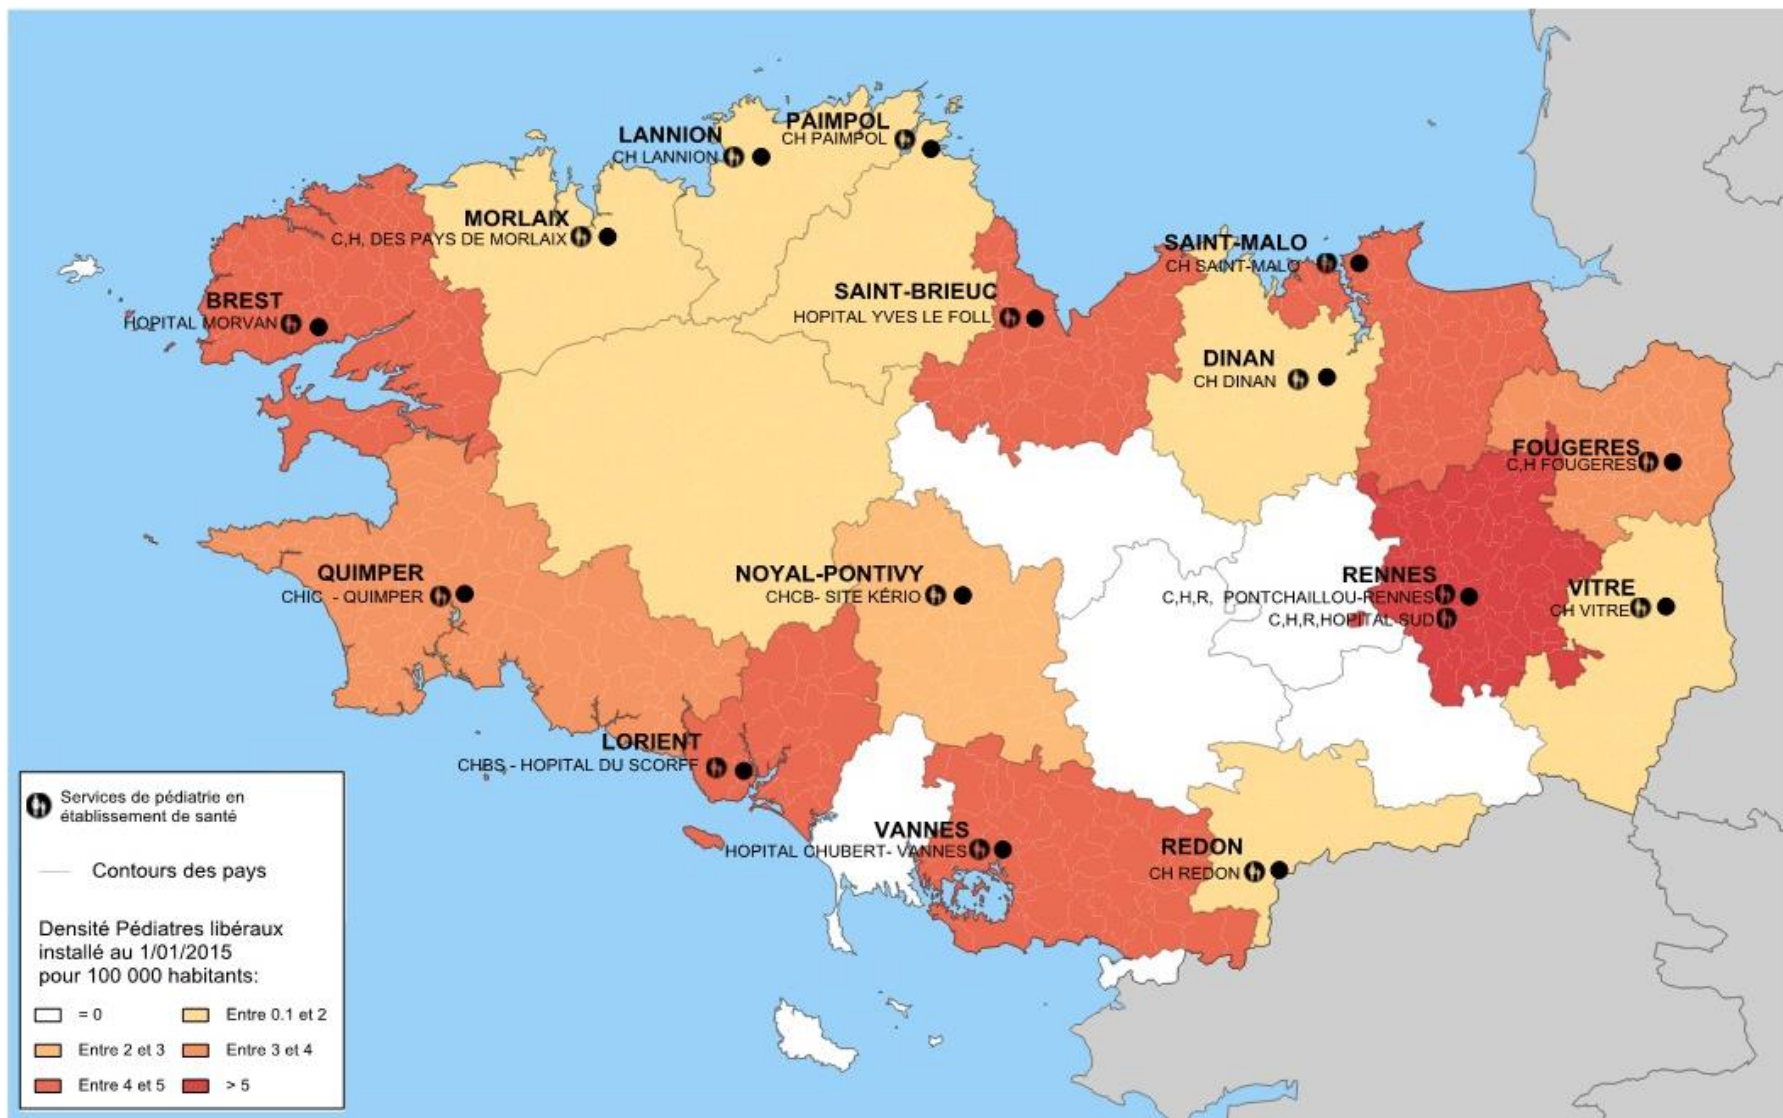 PAIMPOL
CH PAIMPOL
LANNION
CH LANNION
MORLAIX
C,H, DES PAYS DE MORLAIX
SAINT-MALO
CH SAINT-MALO
BREST
HOPITAL MORVAN
SAINT-BRIEUC
HOPITAL YVES LE FOLL
DINAN
CH DINAN
FOUGERES
C,H FOUGERES
QUIMPER
CHIC - QUIMPER
NOYAL-PONTIVY
CHCB- SITE KÉRIO
RENNES
C,H,R, PONTCHAILLOU-RENNES
C,H,R,HOPITAL SUD
VITRE
CH VITRE
LORIENT
CHBS - HOPITAL DU SCORFF
VANNES
HOPITAL CHUBERT- VANNES
REDON
CH REDON
Services de pédiatrie en
établissement de santé
Contours des pays
Densité Pédiatres libéraux
installé au 1/01/2015
pour 100 000 habitants:
= 0
Entre 0.1 et 2
Entre 2 et 3
Entre 3 et 4
Entre 4 et 5
> 5